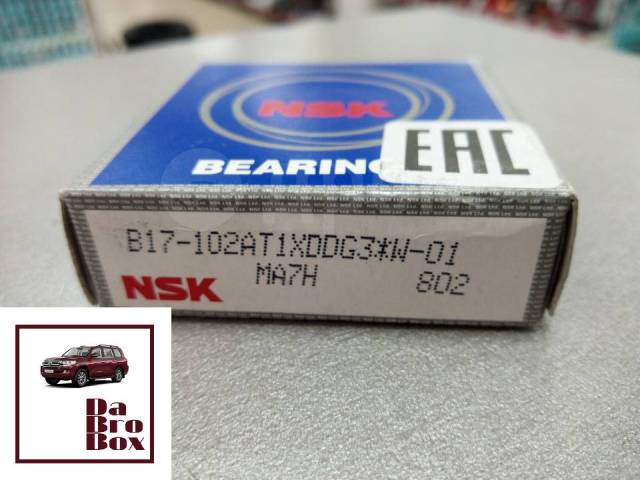 NSK
BEARING
EAC
B17-102AT1XDDG3*W-01
MA7H 802
NSK
Da
Bro
Box